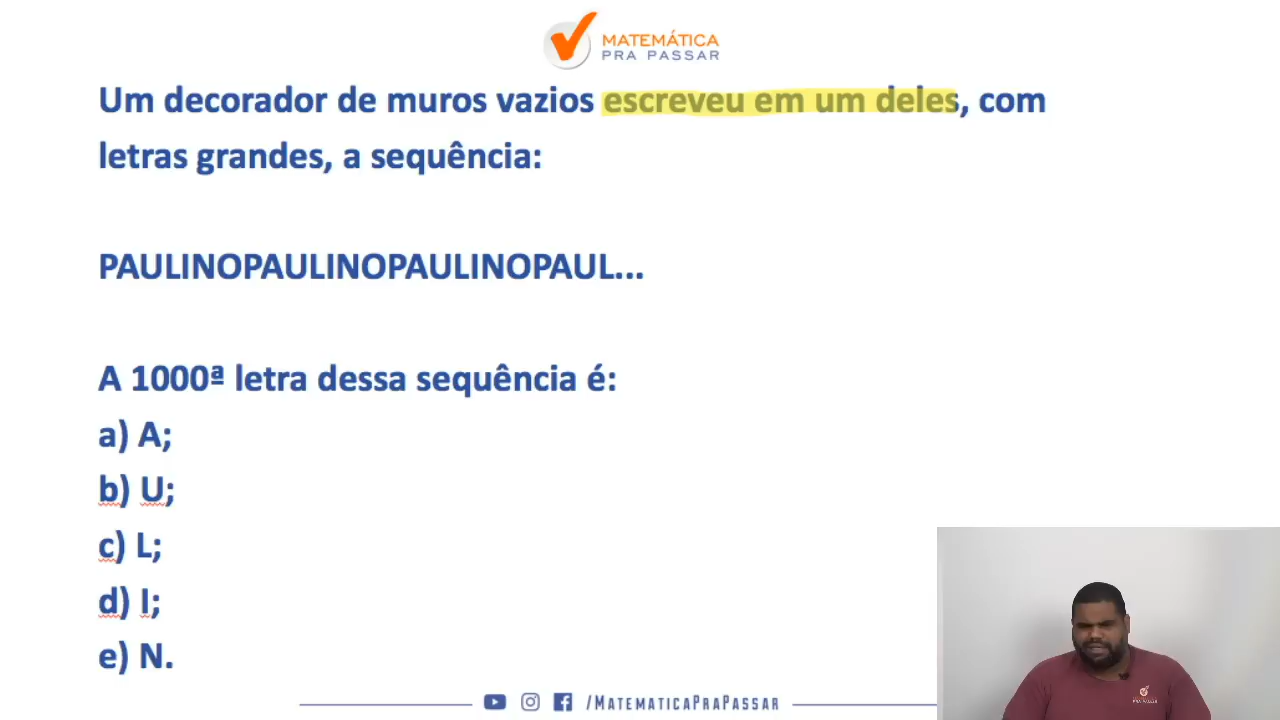 MATEMÁTICA
PRA PASSAR
Um decorador de muros vazios escreveu em um deles, com
letras grandes, a sequência:
PAULINOPAULINOPAULINOPAUL...
A 1000ª letra dessa sequência é:
a) A;
b) U;
c) L;
d) I;
e) N.
/MATEMATICAPRAPASSAR